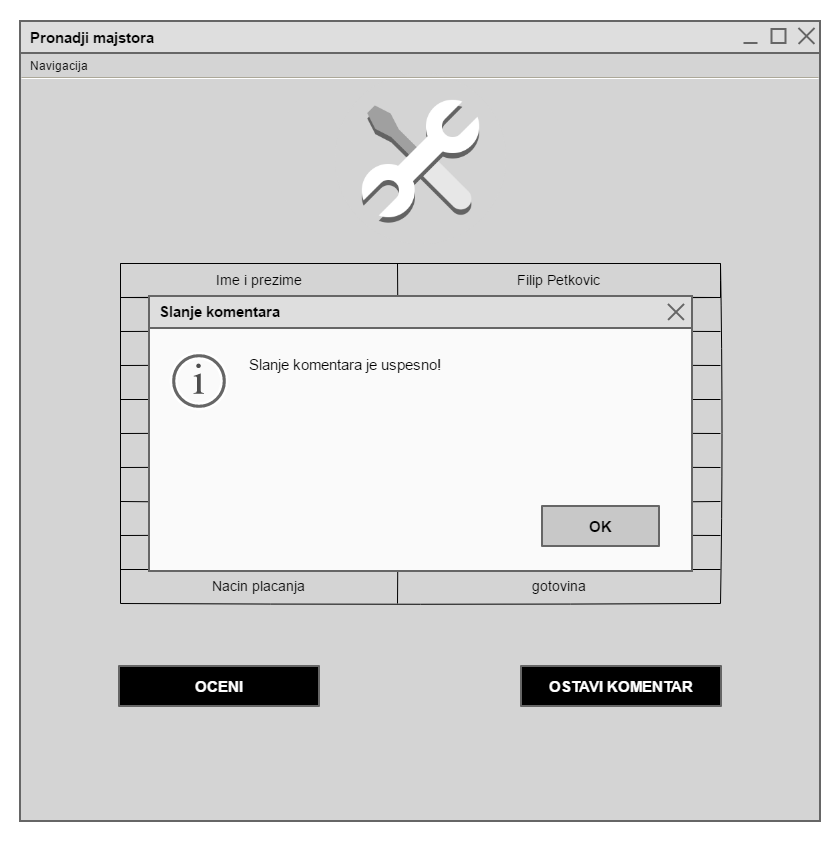 Pronadji majstora
Navigacija
Ime i prezime Filip Petkovic
Slanje komentara
i Slanje komentara je uspesno!
OK
Nacin placanja gotovina
OCENI OSTAVI KOMENTAR